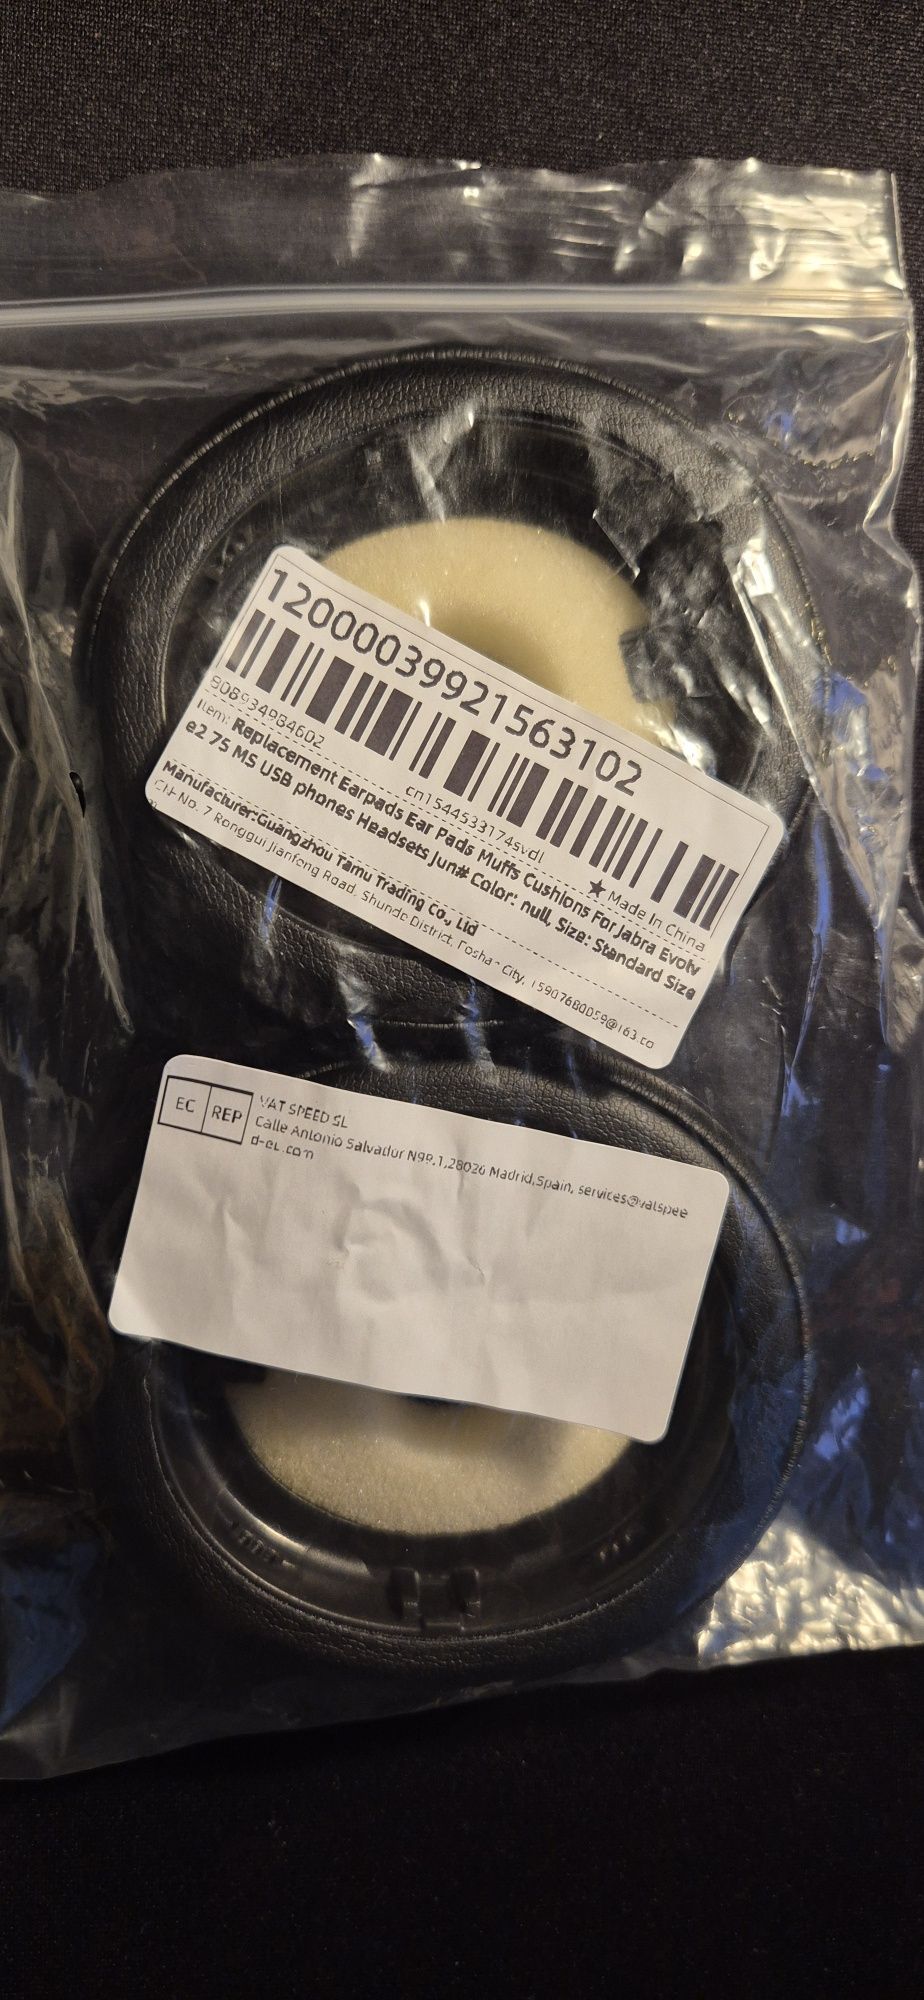 12000039921563102
808934984602
cn1544533174svdl
★ Made In China
Item: Replacement Earpads Ear Pads Muffs Cushions For Jabra Evolv
e2 75 MS USB phones Headsets Jun# Color: null, Size: Standard Size
Manufacturer:Guangzhou Tamu Trading Co., Ltd
No. 7 Ronggui Jianfeng Road, Shunde District, Foshan City, 15907680059@163.co
m
EC REP
VAT SPEED SL
Calle Antonio Salvador N98,1,28026 Madrid,Spain, services@vatspee
d-eu.com